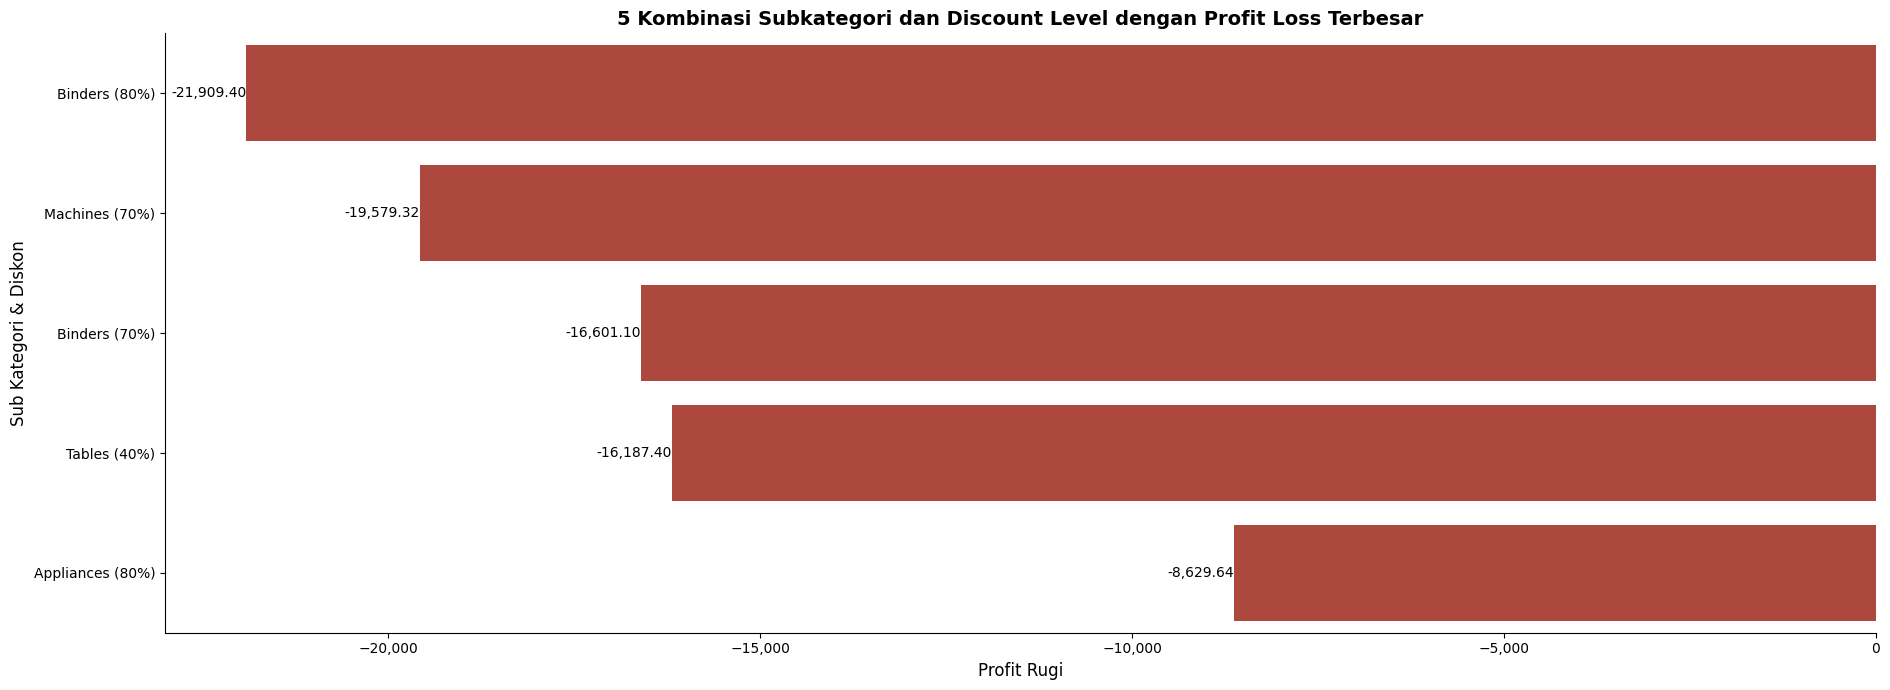 5 Kombinasi Subkategori dan Discount Level dengan Profit Loss Terbesar
Sub Kategori & Diskon
Binders (80%)
-21,909.40
Machines (70%)
-19,579.32
Binders (70%)
-16,601.10
Tables (40%)
-16,187.40
Appliances (80%)
-8,629.64
−20,000
−15,000
−10,000
−5,000
0
Profit Rugi